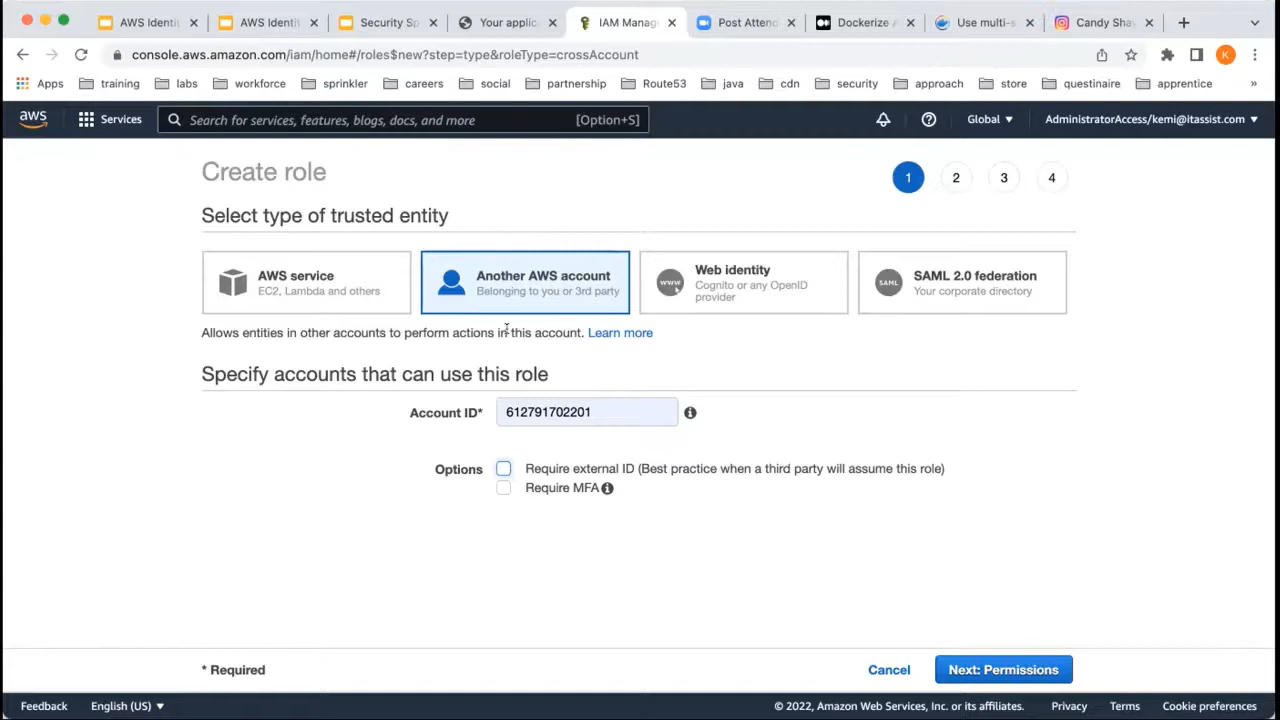 AWS Identi
AWS Identi
Security Sp
Your applic
IAM Manag
Post Attend
Dockerize A
Use multi-s
Candy Sha
console.aws.amazon.com/iam/home#/roles$new?step=type&roleType=crossAccount
K
Apps
training
labs
workforce
sprinkler
careers
social
partnership
Route53
java
cdn
security
approach
store
questinaire
apprentice
»
aws
Services
Search for services, features, blogs, docs, and more
[Option+S]
Global
AdministratorAccess/kemi@itassist.com
Create role
1
2
3
4
Select type of trusted entity
AWS service
EC2, Lambda and others
Another AWS account
Belonging to you or 3rd party
www
Web identity
Cognito or any OpenID
provider
SAML
SAML 2.0 federation
Your corporate directory
Allows entities in other accounts to perform actions in this account. Learn more
Specify accounts that can use this role
Account ID*
612791702201
Options
Require external ID (Best practice when a third party will assume this role)
Require MFA
* Required
Cancel
Next: Permissions
Feedback
English (US)
© 2022, Amazon Web Services, Inc. or its affiliates.
Privacy
Terms
Cookie preferences